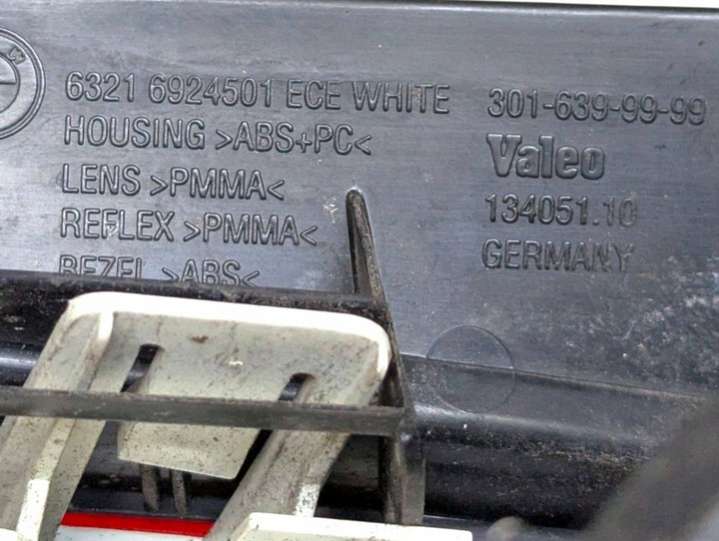 6321 6924501 ECE WHITE 301-639-99-99
HOUSING >ABS+PC< Valeo
LENS >PMMA< 134051.10
REFLEX >PMMA< GERMANY
BEZEL >ABS<